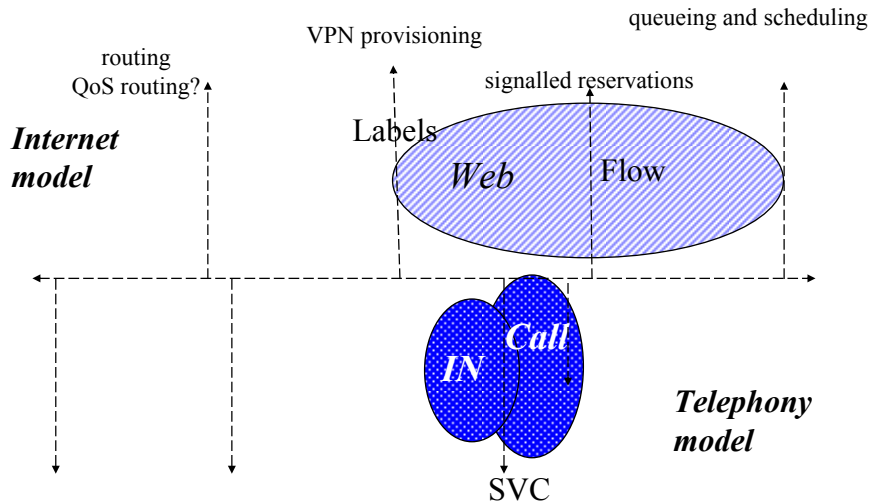 queueing and scheduling
VPN provisioning
routing
QoS routing?
signalled reservations
Internet
model
Labels
Web
Flow
Call
IN
Telephony
model
SVC